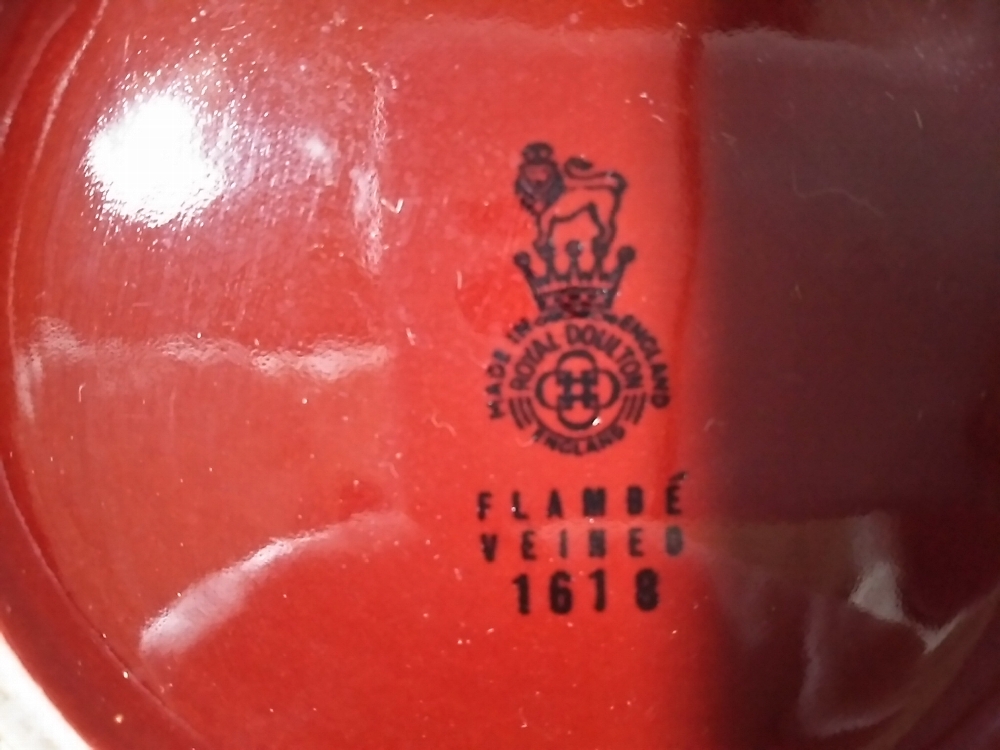 MADE IN ENGLAND
ROYAL DOULTON
ENGLAND
FLAMBÉ
VEINED
1618